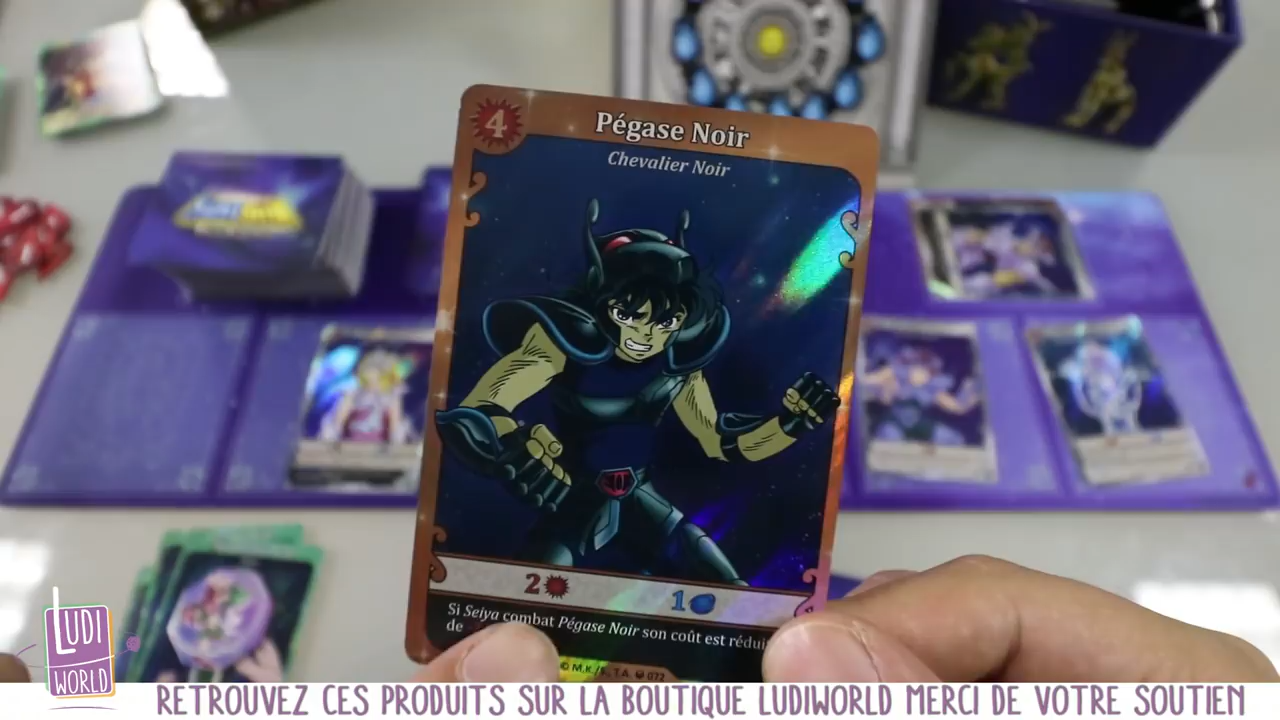 4
Pégase Noir
Chevalier Noir
2
1
Si Seiya combat Pégase Noir son coût est
de
© M.K./
T.A.
072
LUDI
WORLD
RETROUVEZ CES PRODUITS SUR LA BOUTIQUE LUDIWORLD MERCI DE VOTRE SOUTIEN